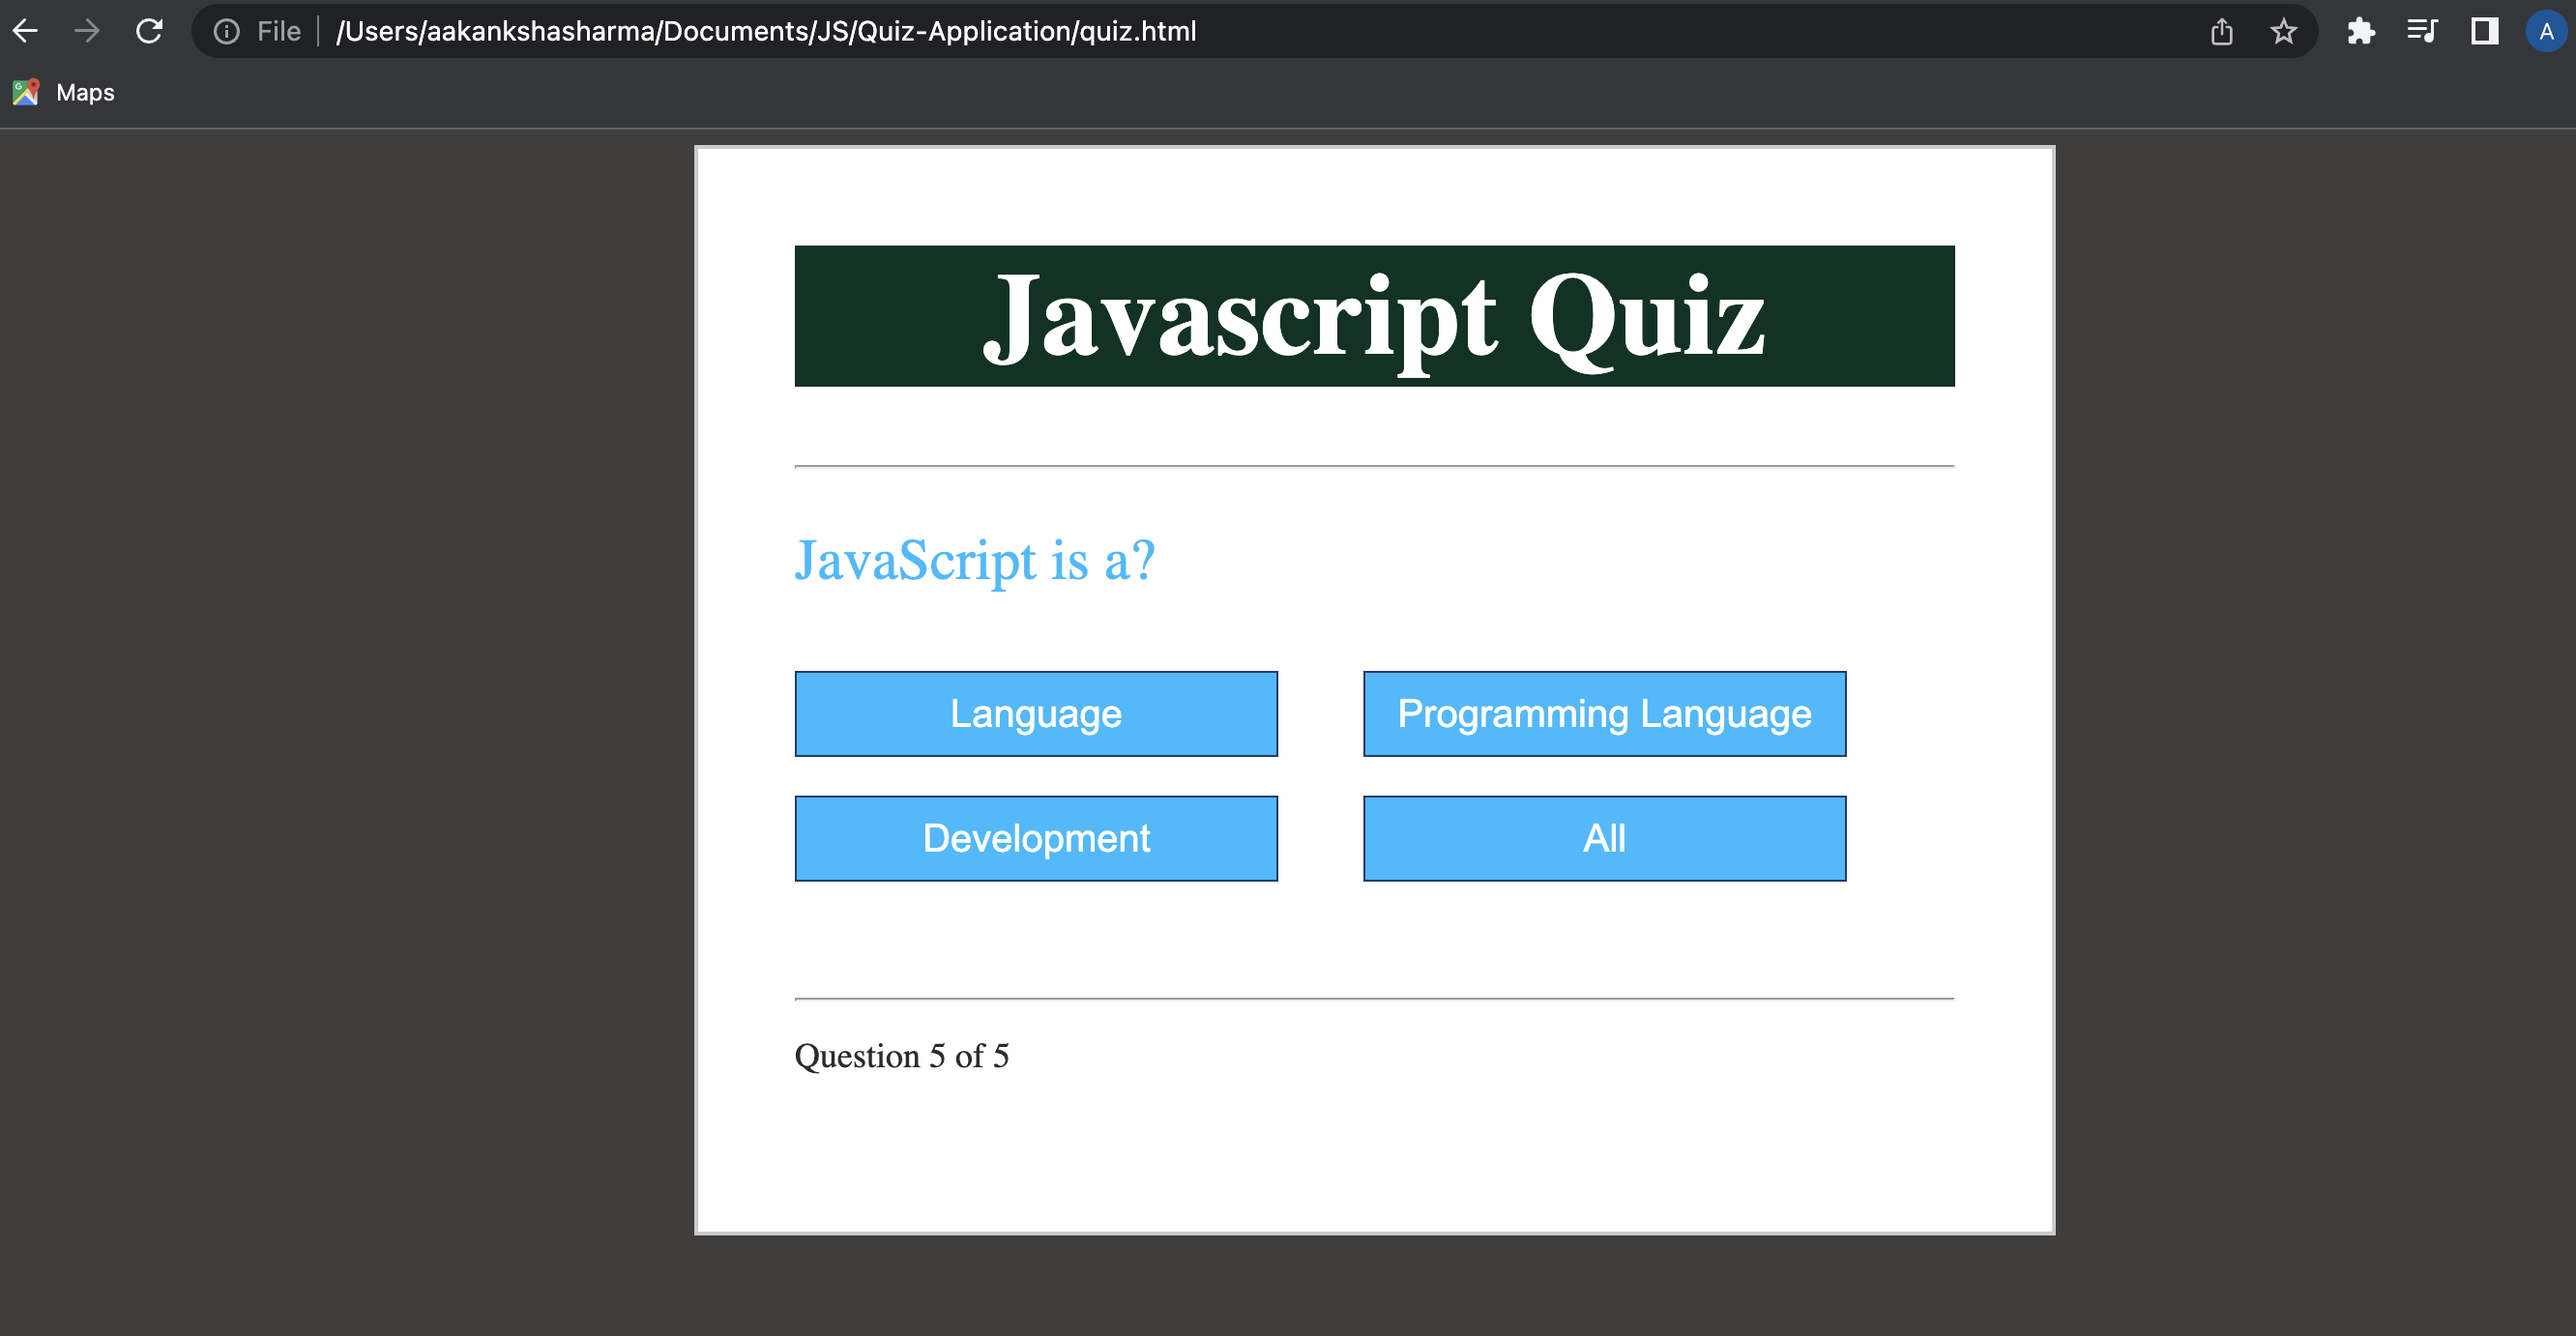 File /Users/aakankshasharma/Documents/JS/Quiz-Application/quiz.html
A
Maps
Javascript Quiz
JavaScript is a?
Language
Programming Language
Development
All
Question 5 of 5